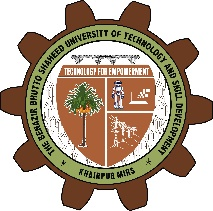 THE BENAZIR BHUTTO SHAHEED UNIVERSITY OF TECHNOLOGY AND SKILL DEVELOPMENT
TECHNOLOGY FOR EMPOWERMENT
KHAIRPUR MIRS